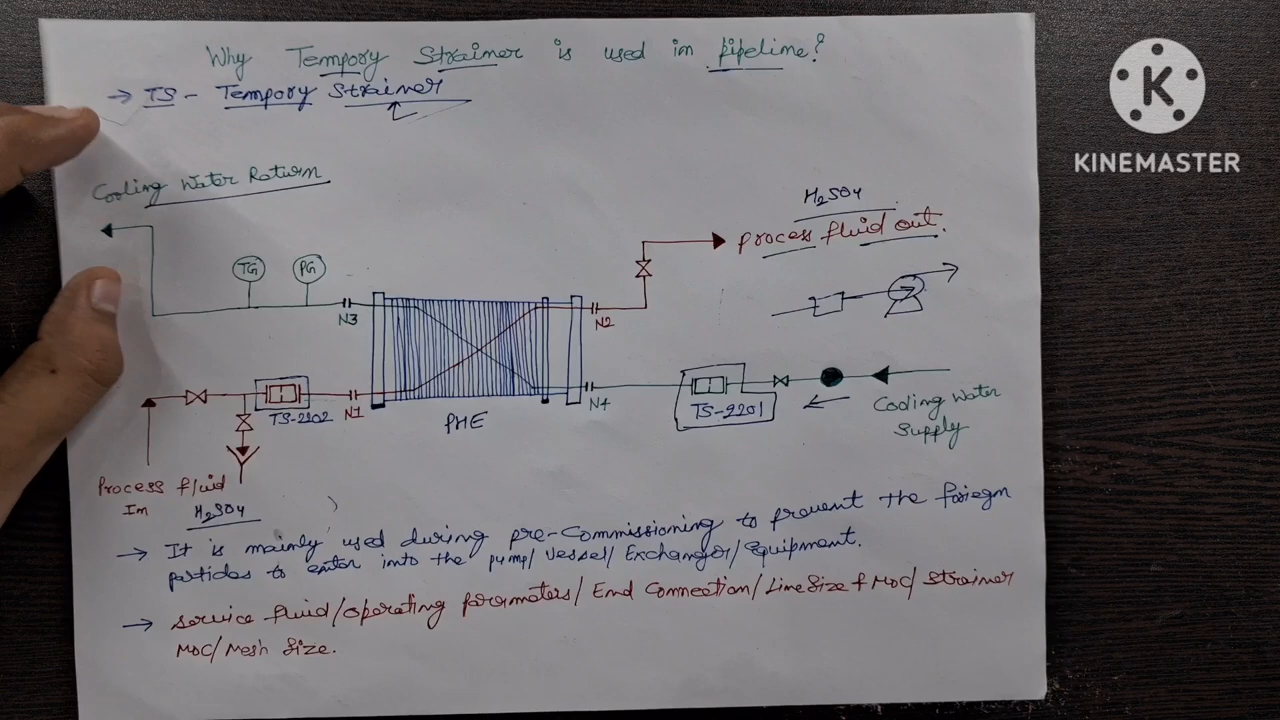 Why Tempory Strainer is used in pipeline?
→ TS - Tempory Strainer
K
KINEMASTER
Cooling Water Return
H2SO4
Process fluid out.
TG
PG
N3
N2
TS-2202
N1
PHE
N4
TS-2201
Cooling Water
Supply
Process fluid
In
H2SO4
→ It is mainly used during pre-Commissioning to prevent the foriegn
particles to enter into the pump/Vessel/Exchanger/Equipment.
→ Service fluid/Operating parameters/End Connection/Line Size & MOC/Strainer
MOC/Mesh Size.